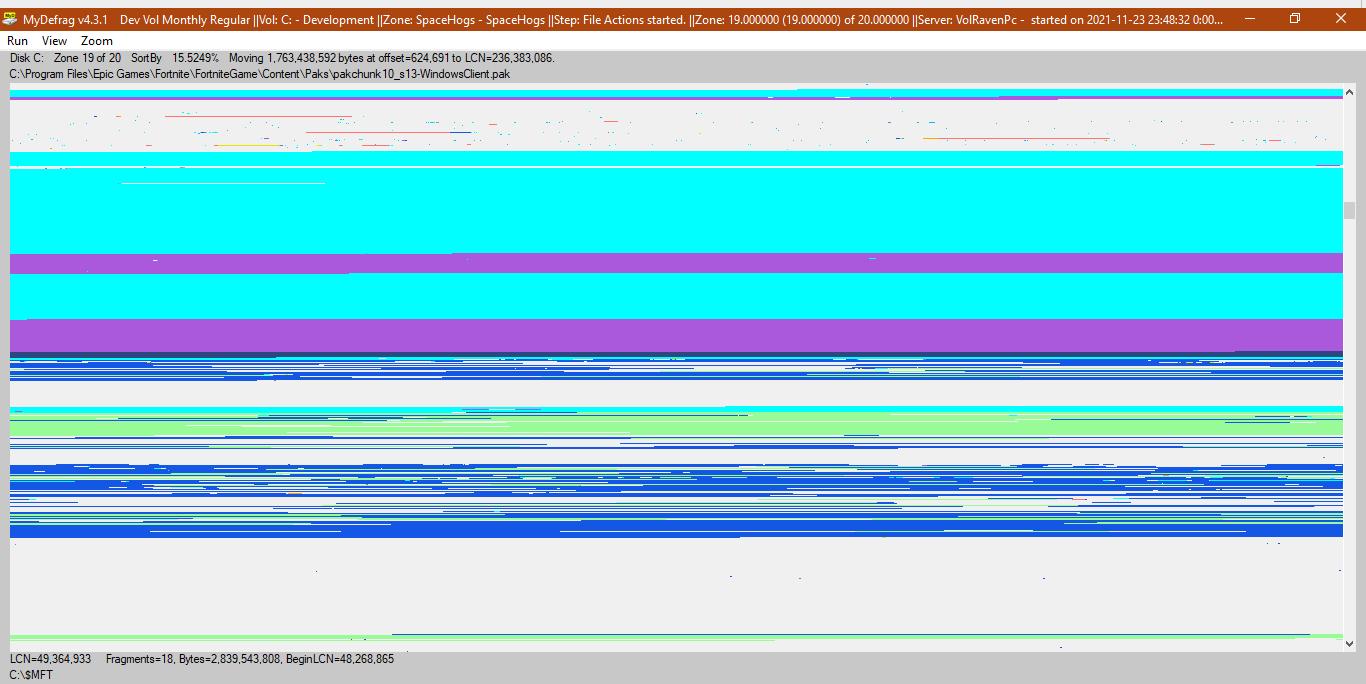 MyDefrag v4.3.1    Dev Vol Monthly Regular ||Vol: C: - Development ||Zone: SpaceHogs - SpaceHogs ||Step: File Actions started. ||Zone: 19.000000 (19.000000) of 20.000000 ||Server: VolRavenPc -  started on 2021-11-23 23:48:32 0:00...
Run View Zoom
Disk C:   Zone 19 of 20   SortBy   15.5249%   Moving 1,763,438,592 bytes at offset=624,691 to LCN=236,383,086.
C:\Program Files\Epic Games\Fortnite\FortniteGame\Content\Paks\pakchunk10_s13-WindowsClient.pak
LCN=49,364,933   Fragments=18, Bytes=2,839,543,808, BeginLCN=48,268,865
C:\$MFT